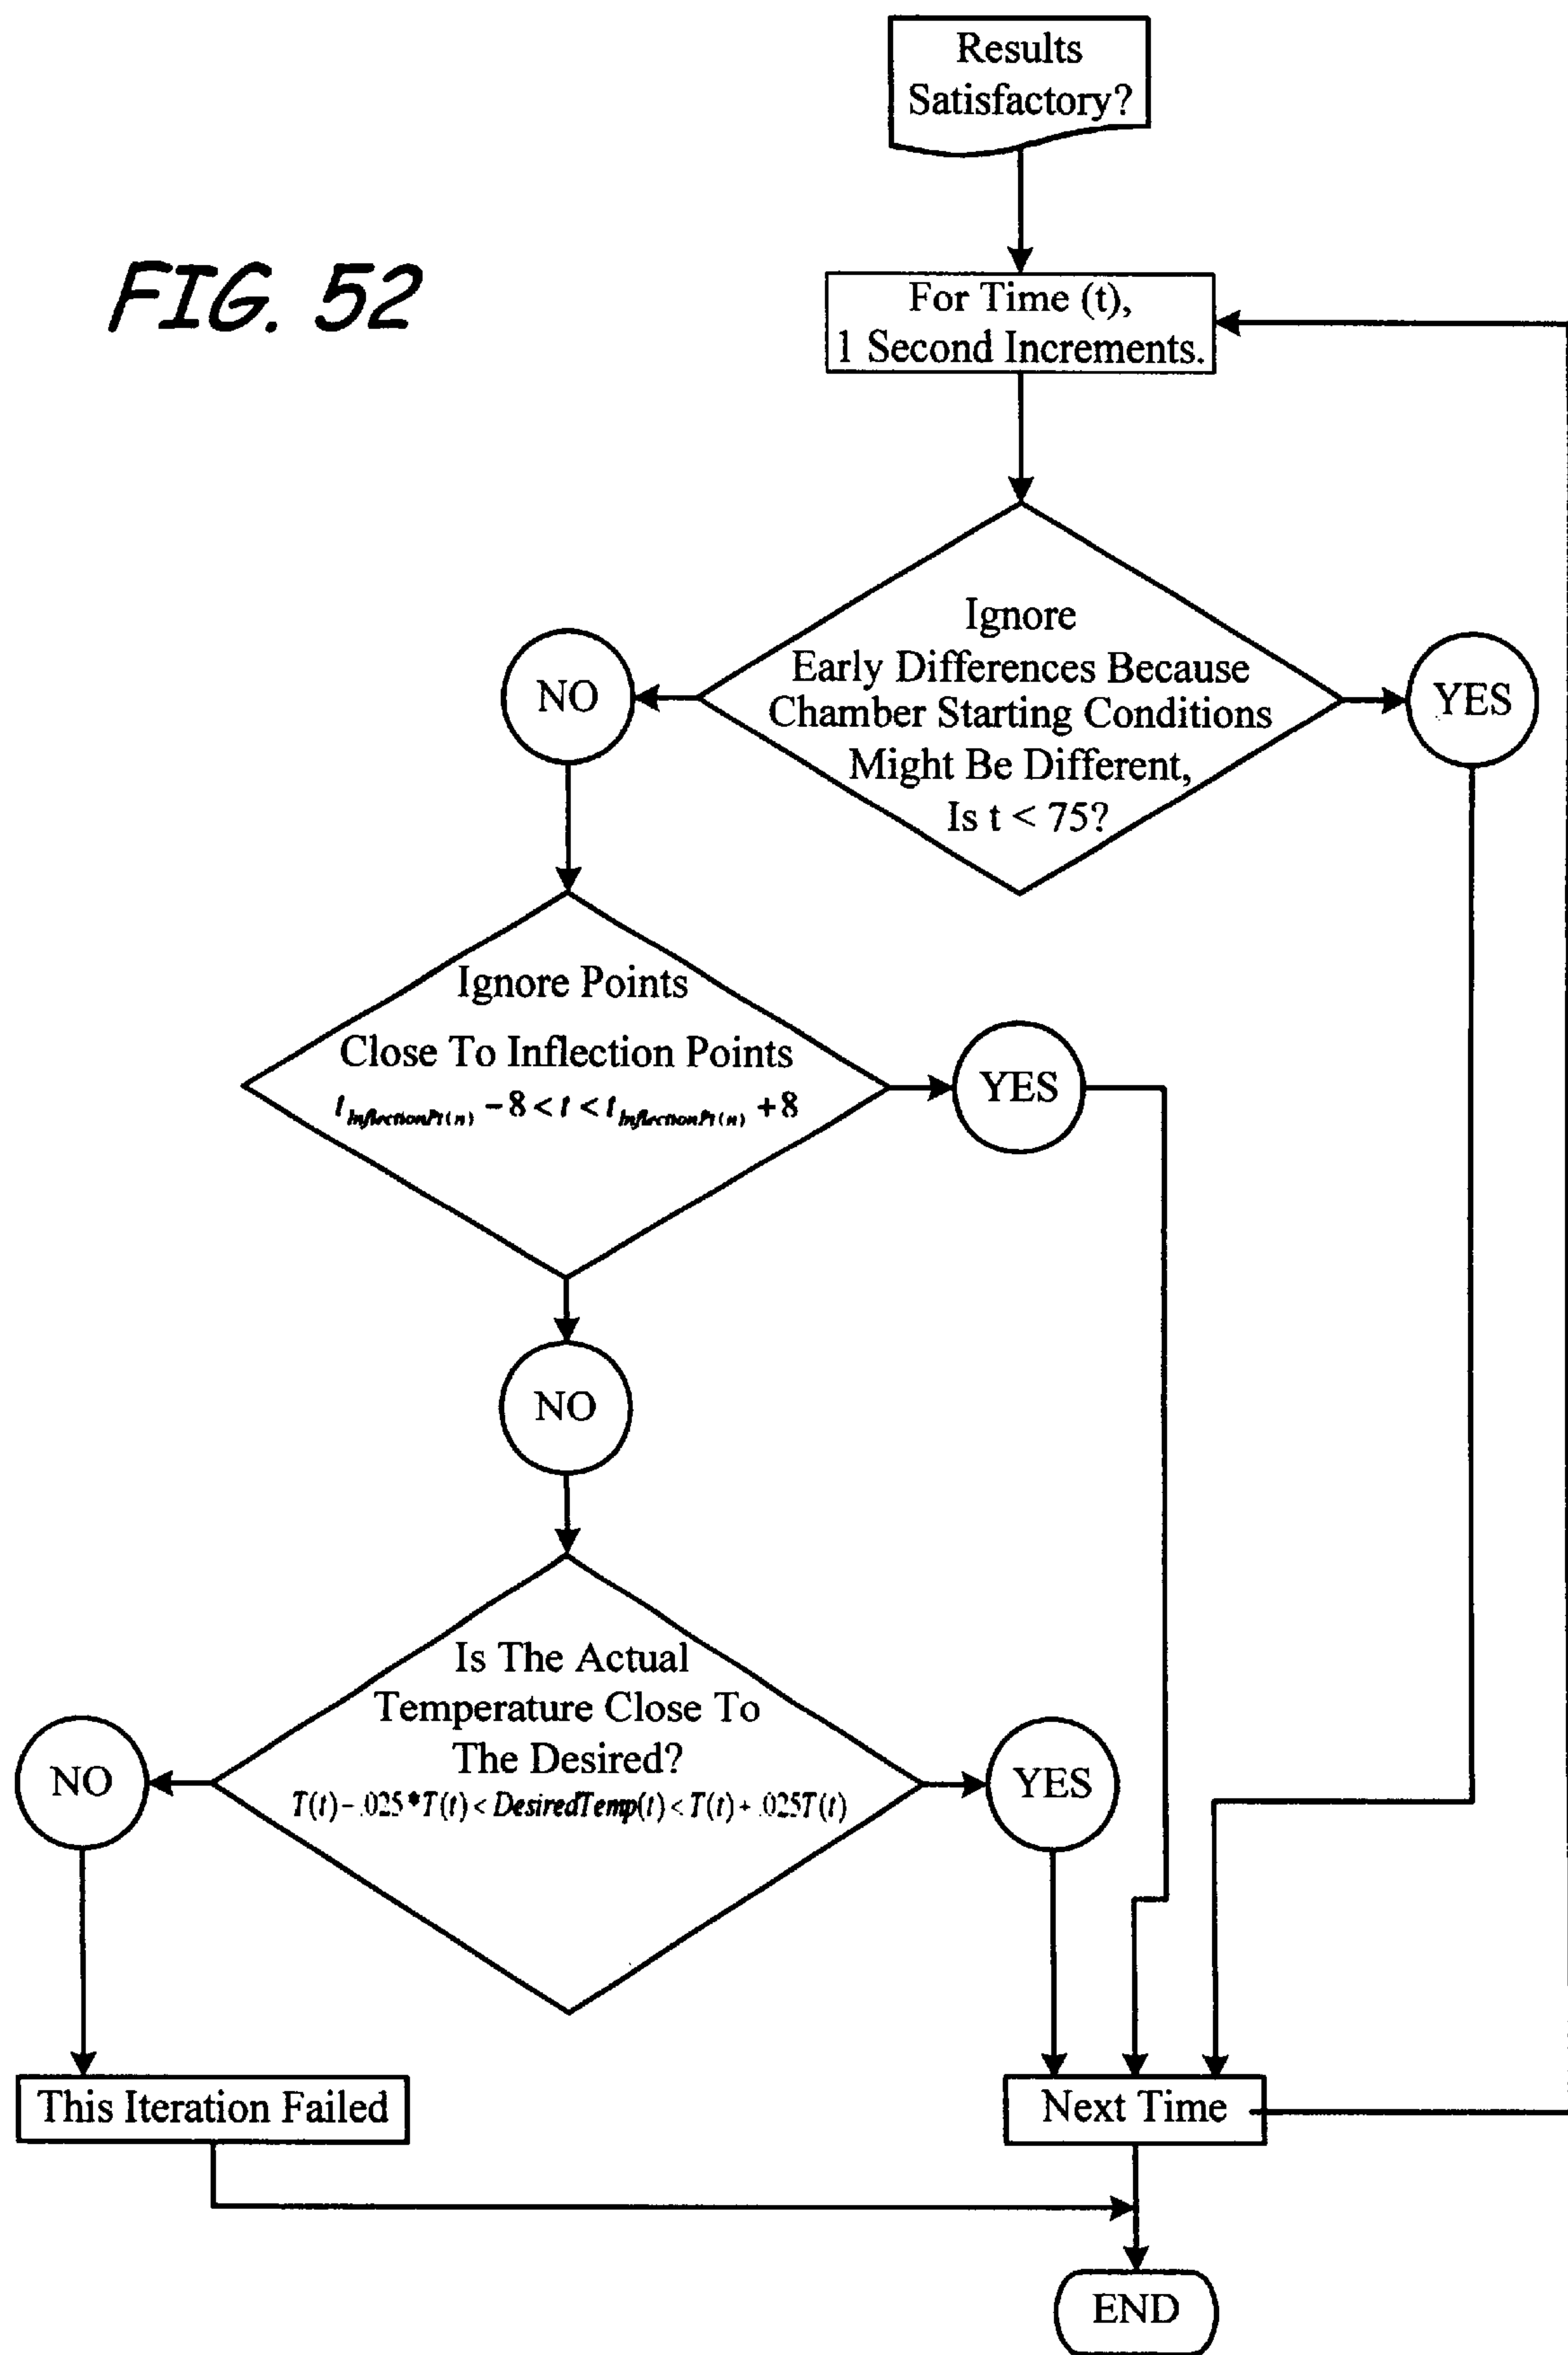 FIG. 52
Results
Satisfactory?
For Time (t),
1 Second Increments.
Ignore
Early Differences Because
Chamber Starting Conditions
Might Be Different,
Is t < 75?
NO
YES
Ignore Points
Close To Inflection Points
t InflectionPt(n) - 8 < t < t InflectionPt(n) + 8
YES
NO
Is The Actual
Temperature Close To
The Desired?
T(t) - .025*T(t) < DesiredTemp(t) < T(t) + .025T(t)
NO
YES
This Iteration Failed
Next Time
END